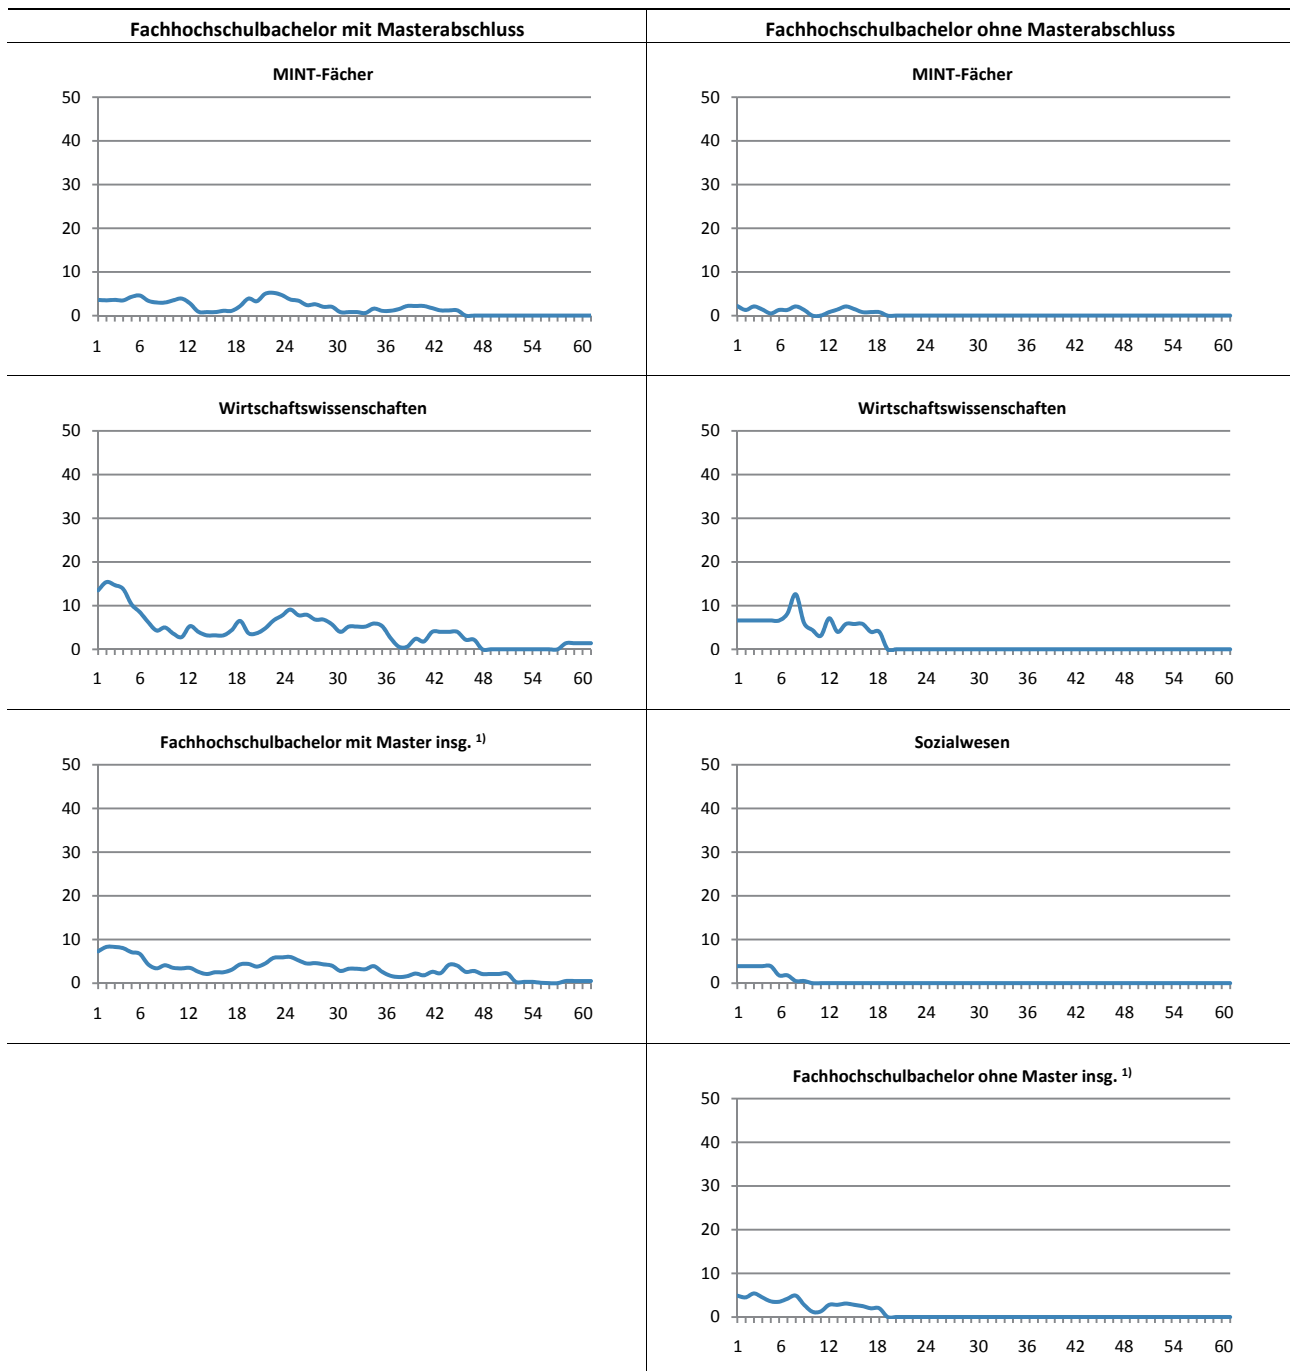 Fachhochschulbachelor mit Masterabschluss
Fachhochschulbachelor ohne Masterabschluss
MINT-Fächer
50
40
30
20
10
0
1 6 12 18 24 30 36 42 48 54 60
MINT-Fächer
50
40
30
20
10
0
1 6 12 18 24 30 36 42 48 54 60
Wirtschaftswissenschaften
50
40
30
20
10
0
1 6 12 18 24 30 36 42 48 54 60
Wirtschaftswissenschaften
50
40
30
20
10
0
1 6 12 18 24 30 36 42 48 54 60
Fachhochschulbachelor mit Master insg. 1)
50
40
30
20
10
0
1 6 12 18 24 30 36 42 48 54 60
Sozialwesen
50
40
30
20
10
0
1 6 12 18 24 30 36 42 48 54 60
Fachhochschulbachelor ohne Master insg. 1)
50
40
30
20
10
0
1 6 12 18 24 30 36 42 48 54 60